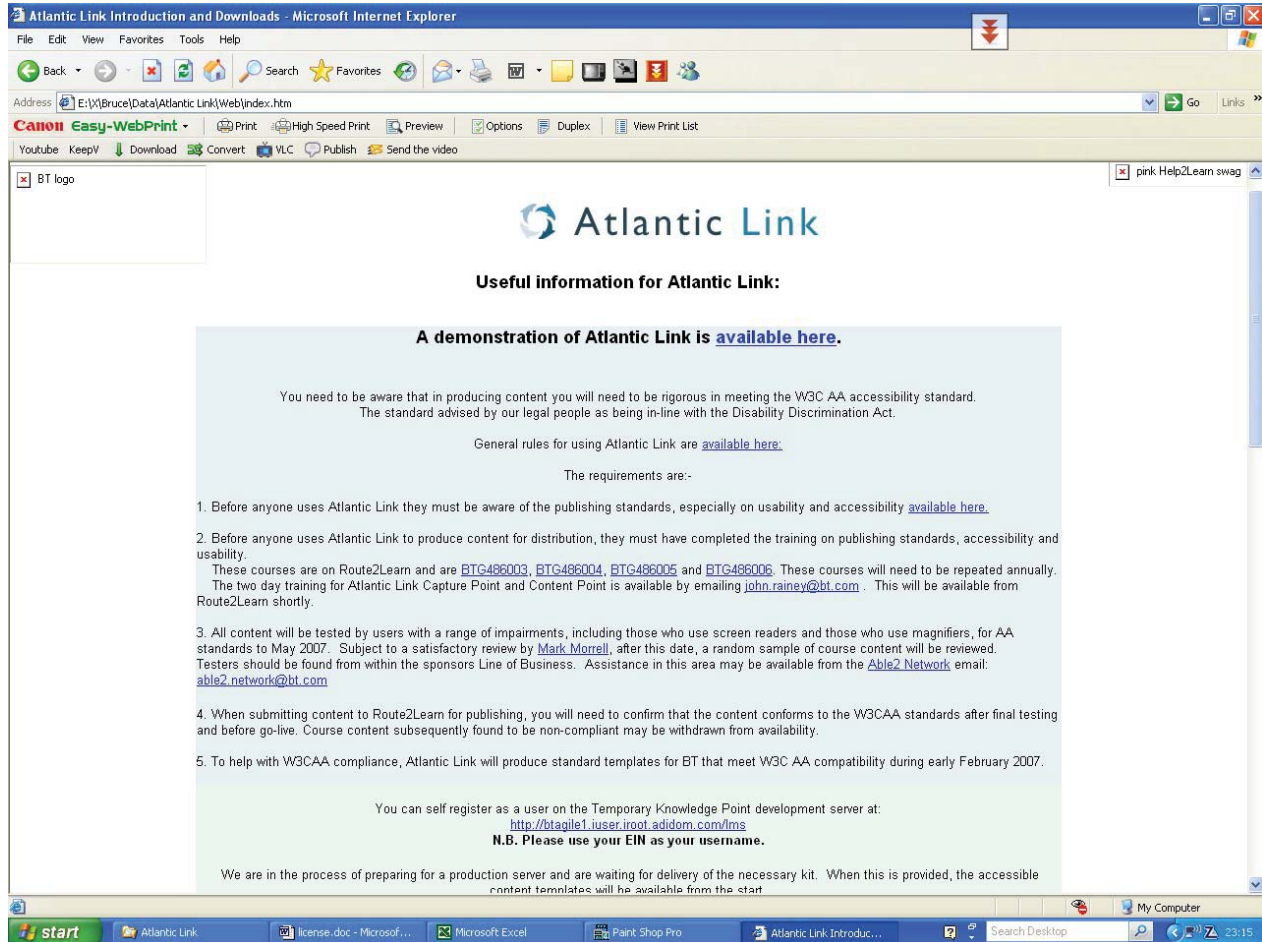 Atlantic Link Introduction and Downloads - Microsoft Internet Explorer
File Edit View Favorites Tools Help
Back Search Favorites
Address E:\X\Bruce\Data\Atlantic Link\Web\index.htm Go Links »
Canon Easy-WebPrint Print High Speed Print Preview Options Duplex View Print List
Youtube KeepV Download Convert VLC Publish Send the video
BT logo
pink Help2Learn swag
Atlantic Link
Useful information for Atlantic Link:
A demonstration of Atlantic Link is available here.
You need to be aware that in producing content you will need to be rigorous in meeting the W3C AA accessibility standard.
The standard advised by our legal people as being in-line with the Disability Discrimination Act.
General rules for using Atlantic Link are available here:
The requirements are:-
1. Before anyone uses Atlantic Link they must be aware of the publishing standards, especially on usability and accessibility available here.
2. Before anyone uses Atlantic Link to produce content for distribution, they must have completed the training on publishing standards, accessibility and
usability.
These courses are on Route2Learn and are BTG486003, BTG486004, BTG486005 and BTG486006. These courses will need to be repeated annually.
The two day training for Atlantic Link Capture Point and Content Point is available by emailing john.rainey@bt.com . This will be available from
Route2Learn shortly.
3. All content will be tested by users with a range of impairments, including those who use screen readers and those who use magnifiers, for AA
standards to May 2007. Subject to a satisfactory review by Mark Morrell, after this date, a random sample of course content will be reviewed.
Testers should be found from within the sponsors Line of Business. Assistance in this area may be available from the Able2 Network email:
able2.network@bt.com
4. When submitting content to Route2Learn for publishing, you will need to confirm that the content conforms to the W3CAA standards after final testing
and before go-live. Course content subsequently found to be non-compliant may be withdrawn from availability.
5. To help with W3CAA compliance, Atlantic Link will produce standard templates for BT that meet W3C AA compatibility during early February 2007.
You can self register as a user on the Temporary Knowledge Point development server at:
http://btagile1.iuser.iroot.adidom.com/lms
N.B. Please use your EIN as your username.
We are in the process of preparing for a production server and are waiting for delivery of the necessary kit. When this is provided, the accessible
content templates will be available from the start.
My Computer
start Atlantic Link license.doc - Microsof... Microsoft Excel Paint Shop Pro Atlantic Link Introduc... Search Desktop 23:15